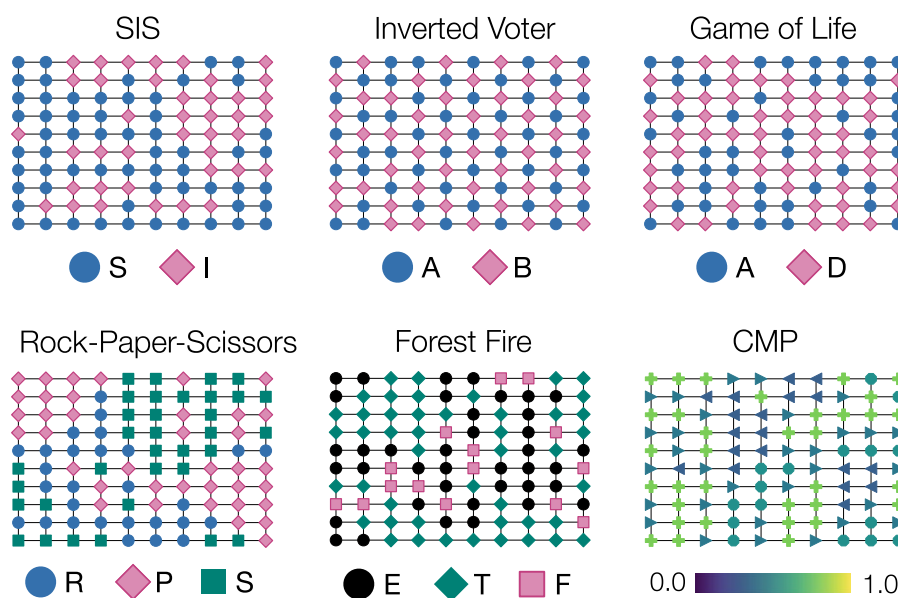 SIS Inverted Voter Game of Life
S I A B A D
Rock-Paper-Scissors Forest Fire CMP
R P S E T F 0.0 1.0